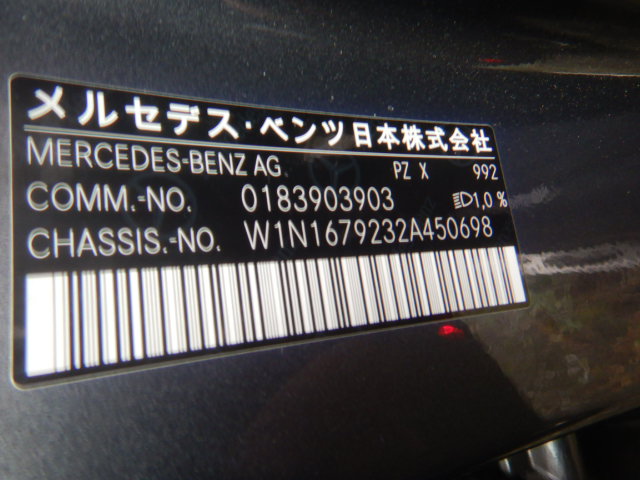 メルセデス・ベンツ日本株式会社
MERCEDES-BENZ AG PZ X 992
COMM.-NO. 0183903903 1,0 %
CHASSIS.-NO. W1N1679232A450698